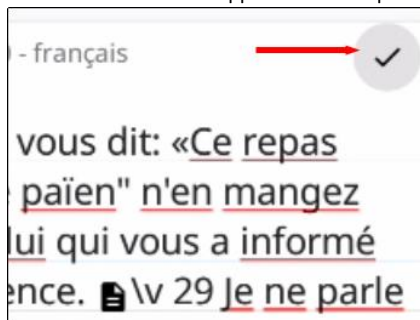 - français
vous dit: «Ce repas
païen" n'en mangez
lui qui vous a informé
ence. \v 29 Je ne parle